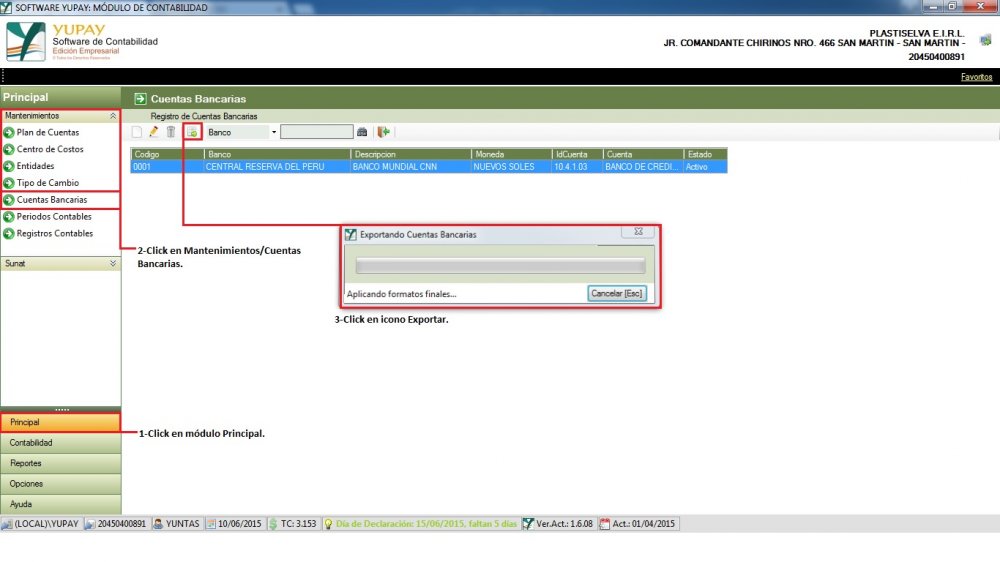 SOFTWARE YUPAY: MÓDULO DE CONTABILIDAD
YUPAY
Software de Contabilidad
Edición Empresarial
© Todos los Derechos Reservados
PLASTISELVA E.I.R.L.
JR. COMANDANTE CHIRINOS NRO. 466 SAN MARTIN - SAN MARTIN -
20450400891
Favoritos
Principal
Mantenimientos
Plan de Cuentas
Centro de Costos
Entidades
Tipo de Cambio
Cuentas Bancarias
Periodos Contables
Registros Contables
Sunat
Cuentas Bancarias
Registro de Cuentas Bancarias
Banco
Codigo Banco Descripcion Moneda IdCuenta Cuenta Estado
0001 CENTRAL RESERVA DEL PERU BANCO MUNDIAL CNN NUEVOS SOLES 10.4.1.03 BANCO DE CREDI... Activo
2-Click en Mantenimientos/Cuentas
Bancarias.
Exportando Cuentas Bancarias
Aplicando formatos finales...
Cancelar [Esc]
3-Click en icono Exportar.
1-Click en módulo Principal.
Principal
Contabilidad
Reportes
Opciones
Ayuda
(LOCAL)\YUPAY 20450400891 YUNTAS 10/06/2015 TC: 3.153 Día de Declaración: 15/06/2015, faltan 5 días Ver.Act.: 1.6.08 Act.: 01/04/2015